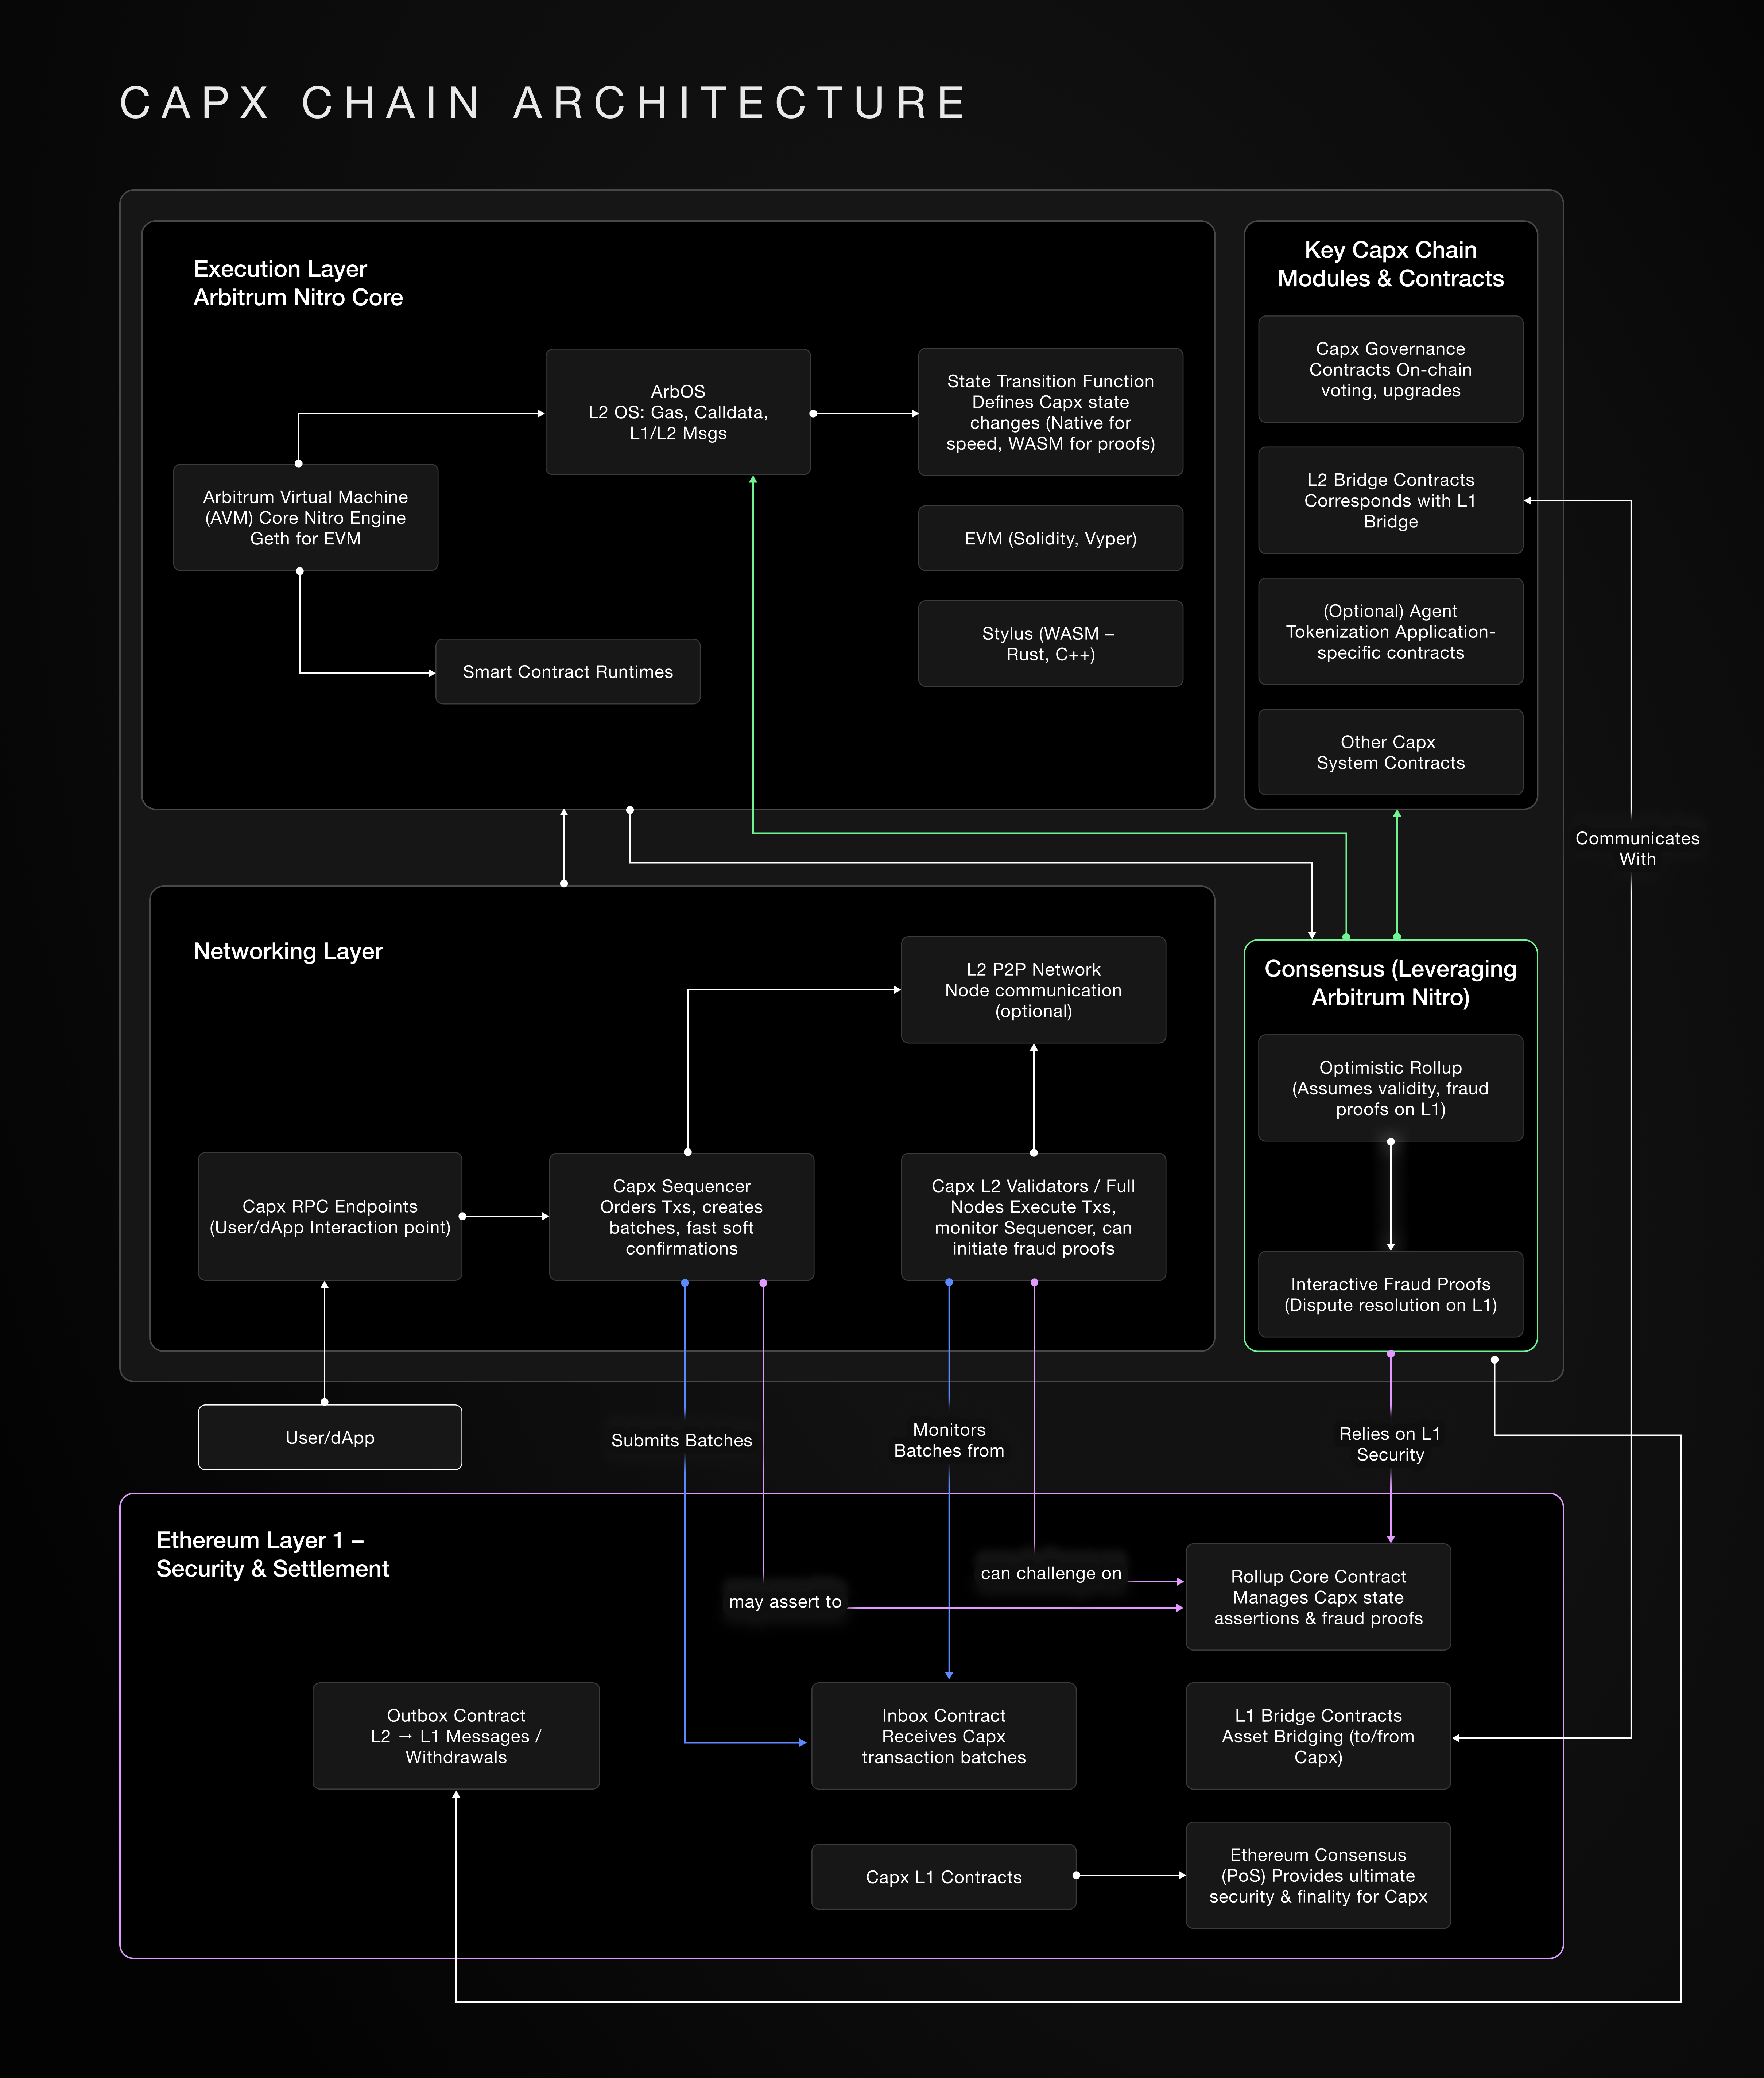 CAPX CHAIN ARCHITECTURE
Execution Layer
Arbitrum Nitro Core
ArbOS
L2 OS: Gas, Calldata,
L1/L2 Msgs
State Transition Function
Defines Capx state
changes (Native for
speed, WASM for proofs)
Arbitrum Virtual Machine
(AVM) Core Nitro Engine
Geth for EVM
EVM (Solidity, Vyper)
Stylus (WASM –
Rust, C++)
Smart Contract Runtimes
Key Capx Chain
Modules & Contracts
Capx Governance
Contracts On-chain
voting, upgrades
L2 Bridge Contracts
Corresponds with L1
Bridge
(Optional) Agent
Tokenization Application-
specific contracts
Other Capx
System Contracts
Communicates
With
Networking Layer
L2 P2P Network
Node communication
(optional)
Capx RPC Endpoints
(User/dApp Interaction point)
Capx Sequencer
Orders Txs, creates
batches, fast soft
confirmations
Capx L2 Validators / Full
Nodes Execute Txs,
monitor Sequencer, can
initiate fraud proofs
Consensus (Leveraging
Arbitrum Nitro)
Optimistic Rollup
(Assumes validity, fraud
proofs on L1)
Interactive Fraud Proofs
(Dispute resolution on L1)
User/dApp
Submits Batches
Monitors
Batches from
Relies on L1
Security
Ethereum Layer 1 –
Security & Settlement
can challenge on
may assert to
Rollup Core Contract
Manages Capx state
assertions & fraud proofs
Outbox Contract
L2 → L1 Messages /
Withdrawals
Inbox Contract
Receives Capx
transaction batches
L1 Bridge Contracts
Asset Bridging (to/from
Capx)
Capx L1 Contracts
Ethereum Consensus
(PoS) Provides ultimate
security & finality for Capx